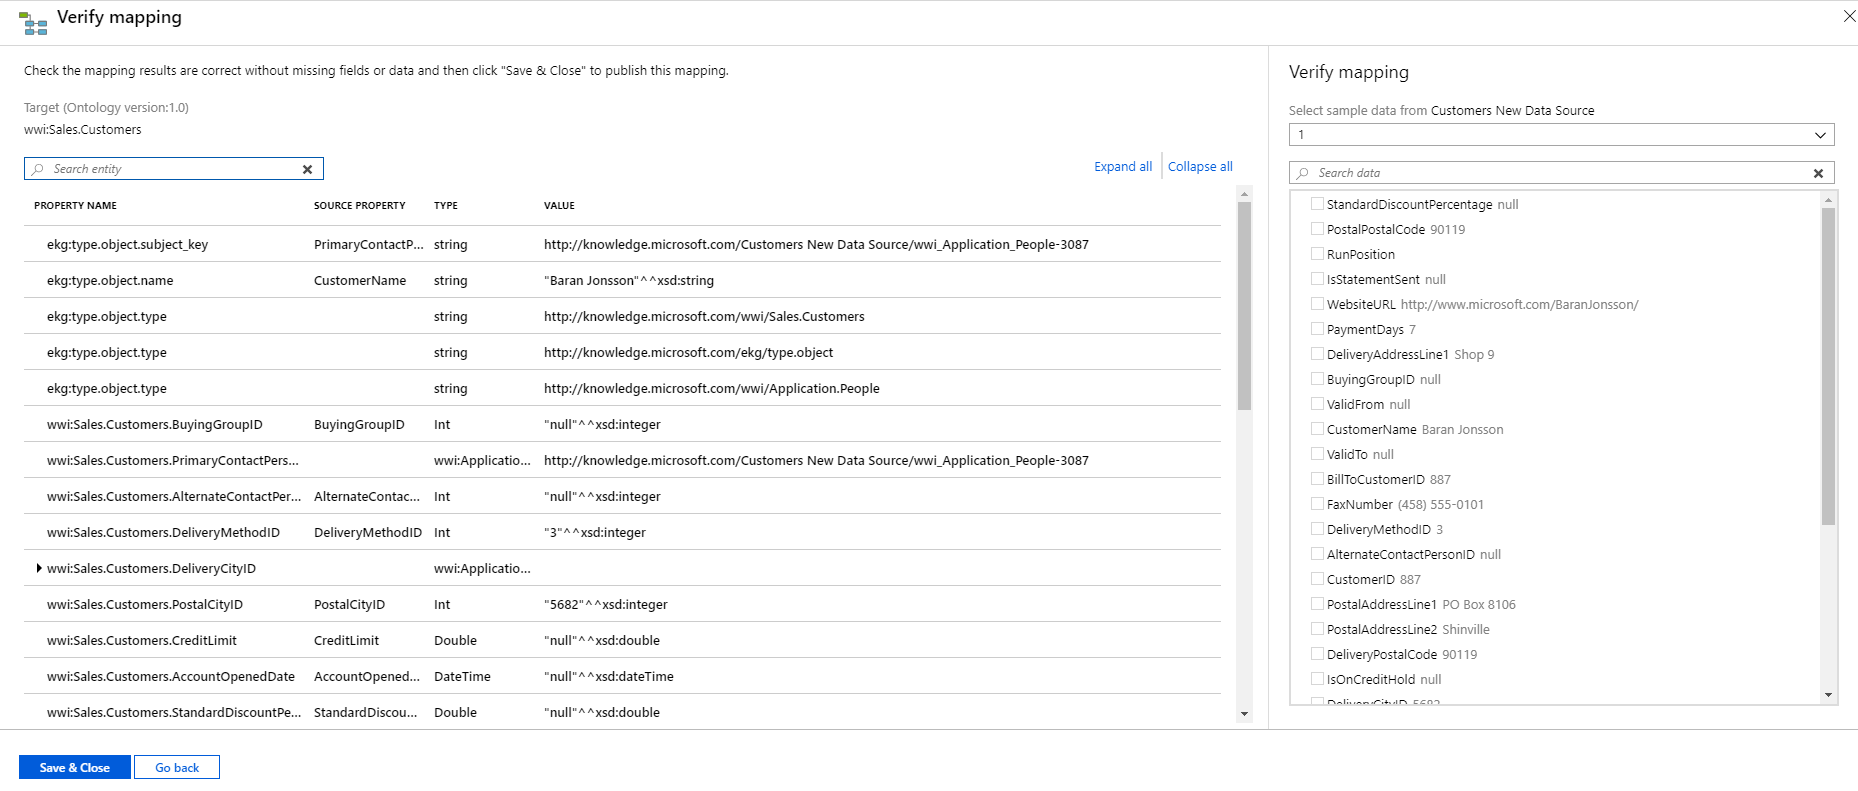 Verify mapping
Check the mapping results are correct without missing fields or data and then click "Save & Close" to publish this mapping.
Target (Ontology version:1.0)
wwi:Sales.Customers
Search entity
Expand all Collapse all
PROPERTY NAME SOURCE PROPERTY TYPE VALUE
ekg:type.object.subject_key PrimaryContactP... string http://knowledge.microsoft.com/Customers New Data Source/wwi_Application_People-3087
ekg:type.object.name CustomerName string "Baran Jonsson"^^xsd:string
ekg:type.object.type string http://knowledge.microsoft.com/wwi/Sales.Customers
ekg:type.object.type string http://knowledge.microsoft.com/ekg/type.object
ekg:type.object.type string http://knowledge.microsoft.com/wwi/Application.People
wwi:Sales.Customers.BuyingGroupID BuyingGroupID Int "null"^^xsd:integer
wwi:Sales.Customers.PrimaryContactPers... wwi:Applicatio... http://knowledge.microsoft.com/Customers New Data Source/wwi_Application_People-3087
wwi:Sales.Customers.AlternateContactPer... AlternateContac... Int "null"^^xsd:integer
wwi:Sales.Customers.DeliveryMethodID DeliveryMethodID Int "3"^^xsd:integer
wwi:Sales.Customers.DeliveryCityID wwi:Applicatio...
wwi:Sales.Customers.PostalCityID PostalCityID Int "5682"^^xsd:integer
wwi:Sales.Customers.CreditLimit CreditLimit Double "null"^^xsd:double
wwi:Sales.Customers.AccountOpenedDate AccountOpened... DateTime "null"^^xsd:dateTime
wwi:Sales.Customers.StandardDiscountPe... StandardDiscou... Double "null"^^xsd:double
Save & Close Go back
Verify mapping
Select sample data from Customers New Data Source
1
Search data
StandardDiscountPercentage null
PostalPostalCode 90119
RunPosition
IsStatementSent null
WebsiteURL http://www.microsoft.com/BaranJonsson/
PaymentDays 7
DeliveryAddressLine1 Shop 9
BuyingGroupID null
ValidFrom null
CustomerName Baran Jonsson
ValidTo null
BillToCustomerID 887
FaxNumber (458) 555-0101
DeliveryMethodID 3
AlternateContactPersonID null
CustomerID 887
PostalAddressLine1 PO Box 8106
PostalAddressLine2 Shinville
DeliveryPostalCode 90119
IsOnCreditHold null
DeliveryCityID 5682